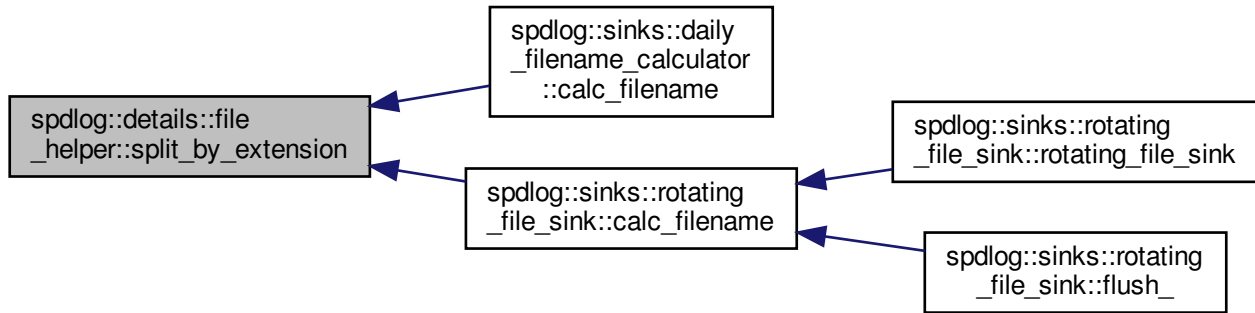 spdlog::details::file
_helper::split_by_extension
spdlog::sinks::daily
_filename_calculator
::calc_filename
spdlog::sinks::rotating
_file_sink::calc_filename
spdlog::sinks::rotating
_file_sink::rotating_file_sink
spdlog::sinks::rotating
_file_sink::flush_